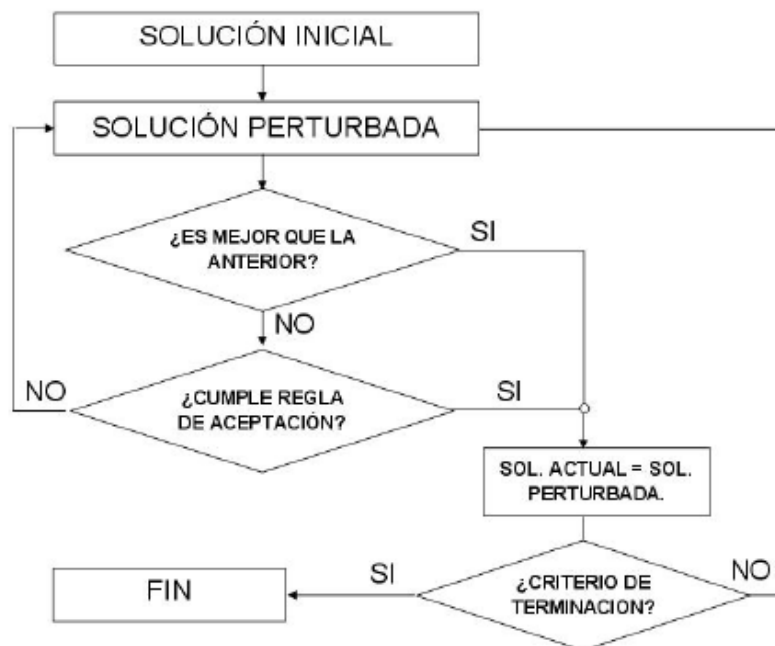 SOLUCIÓN INICIAL
SOLUCIÓN PERTURBADA
¿ES MEJOR QUE LA
ANTERIOR?
SI
NO
¿CUMPLE REGLA
DE ACEPTACIÓN?
NO
SI
SOL. ACTUAL = SOL.
PERTURBADA.
¿CRITERIO DE
TERMINACION?
SI
NO
FIN